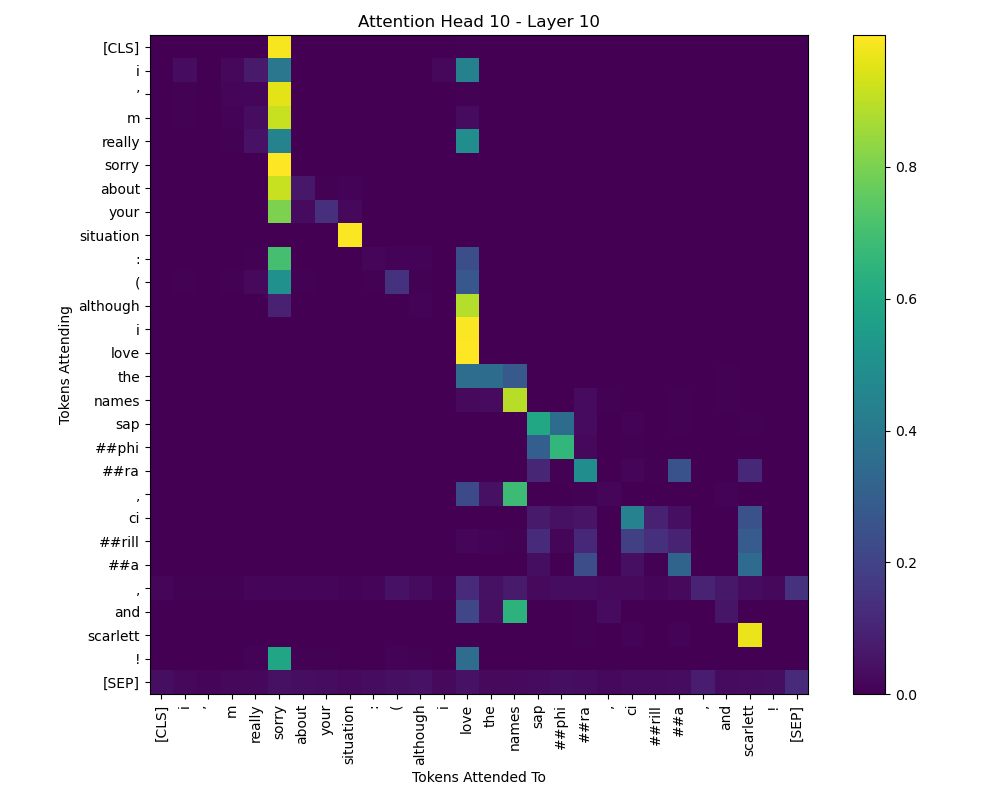 Attention Head 10 - Layer 10
[CLS]
i
’
m
really
sorry
about
your
situation
:
(
although
i
love
the
names
sap
##phi
##ra
,
ci
##rill
##a
,
and
scarlett
!
[SEP]
Tokens Attending
[CLS]
i
’
m
really
sorry
about
your
situation
:
(
although
i
love
the
names
sap
##phi
##ra
,
ci
##rill
##a
,
and
scarlett
!
[SEP]
Tokens Attended To
0.8
0.6
0.4
0.2
0.0